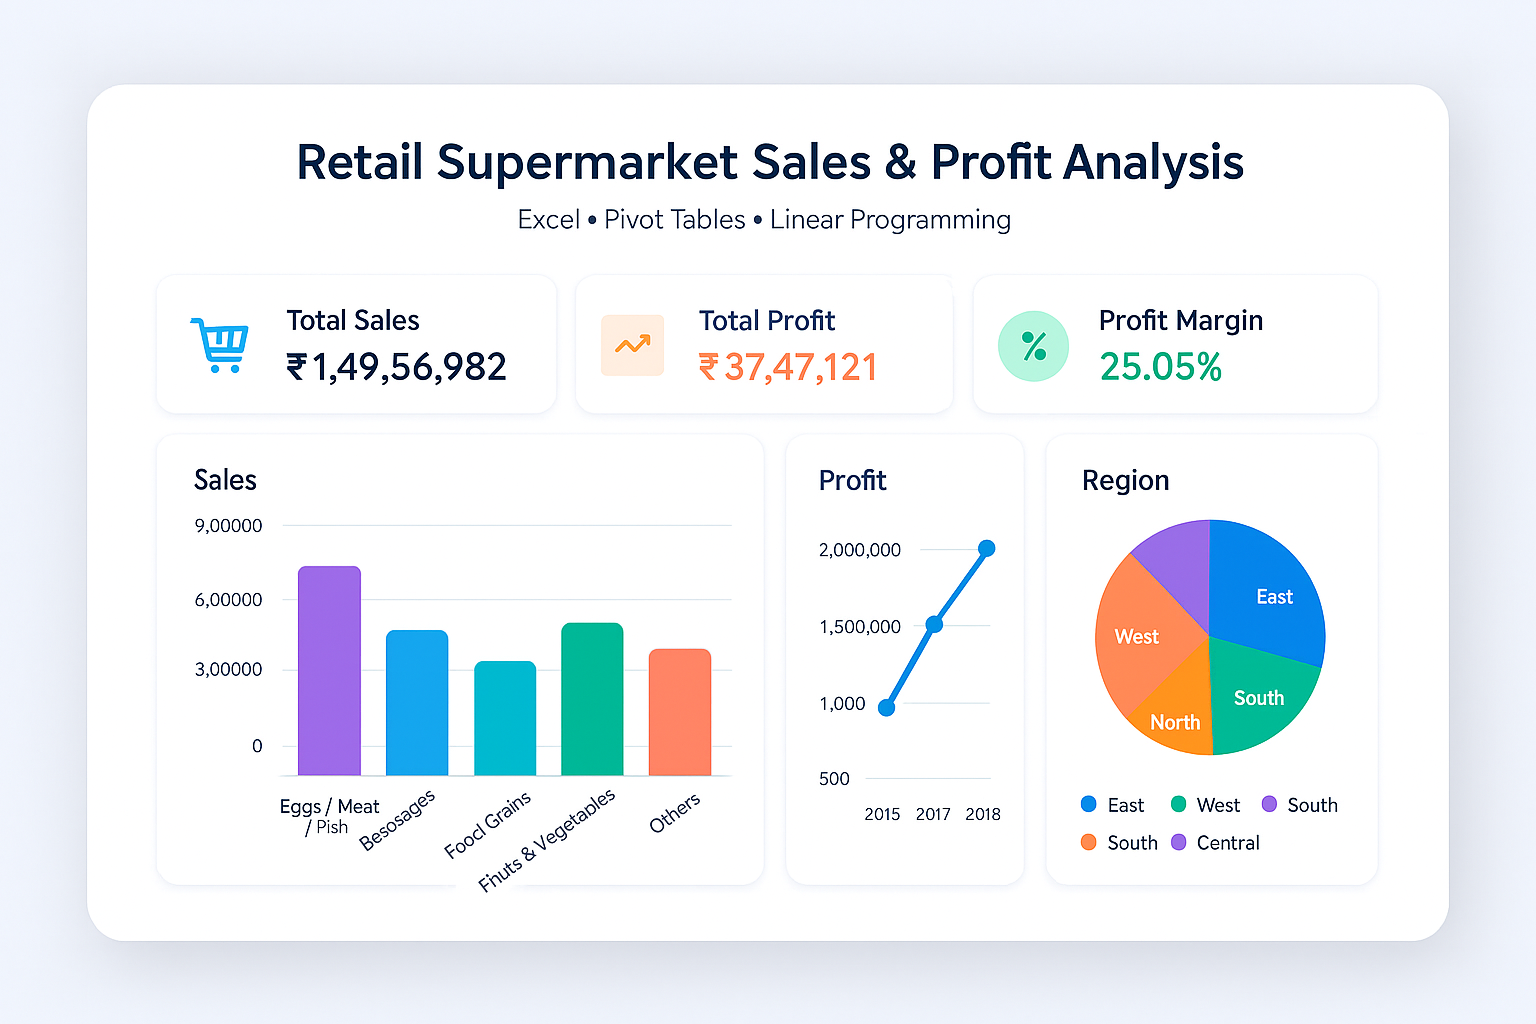 Retail Supermarket Sales & Profit Analysis
Excel • Pivot Tables • Linear Programming
Total Sales
₹1,49,56,982
Total Profit
₹37,47,121
Profit Margin
25.05%
Sales
9,00000
6,00000
3,00000
0
Eggs / Meat
/ Pish
Besosages
Foocl Grains
Fhuts & Vegetables
Others
Profit
2,000,000
1,500,000
1,000
500
2015 2017 2018
Region
East
West
South
North
East West South
South Central